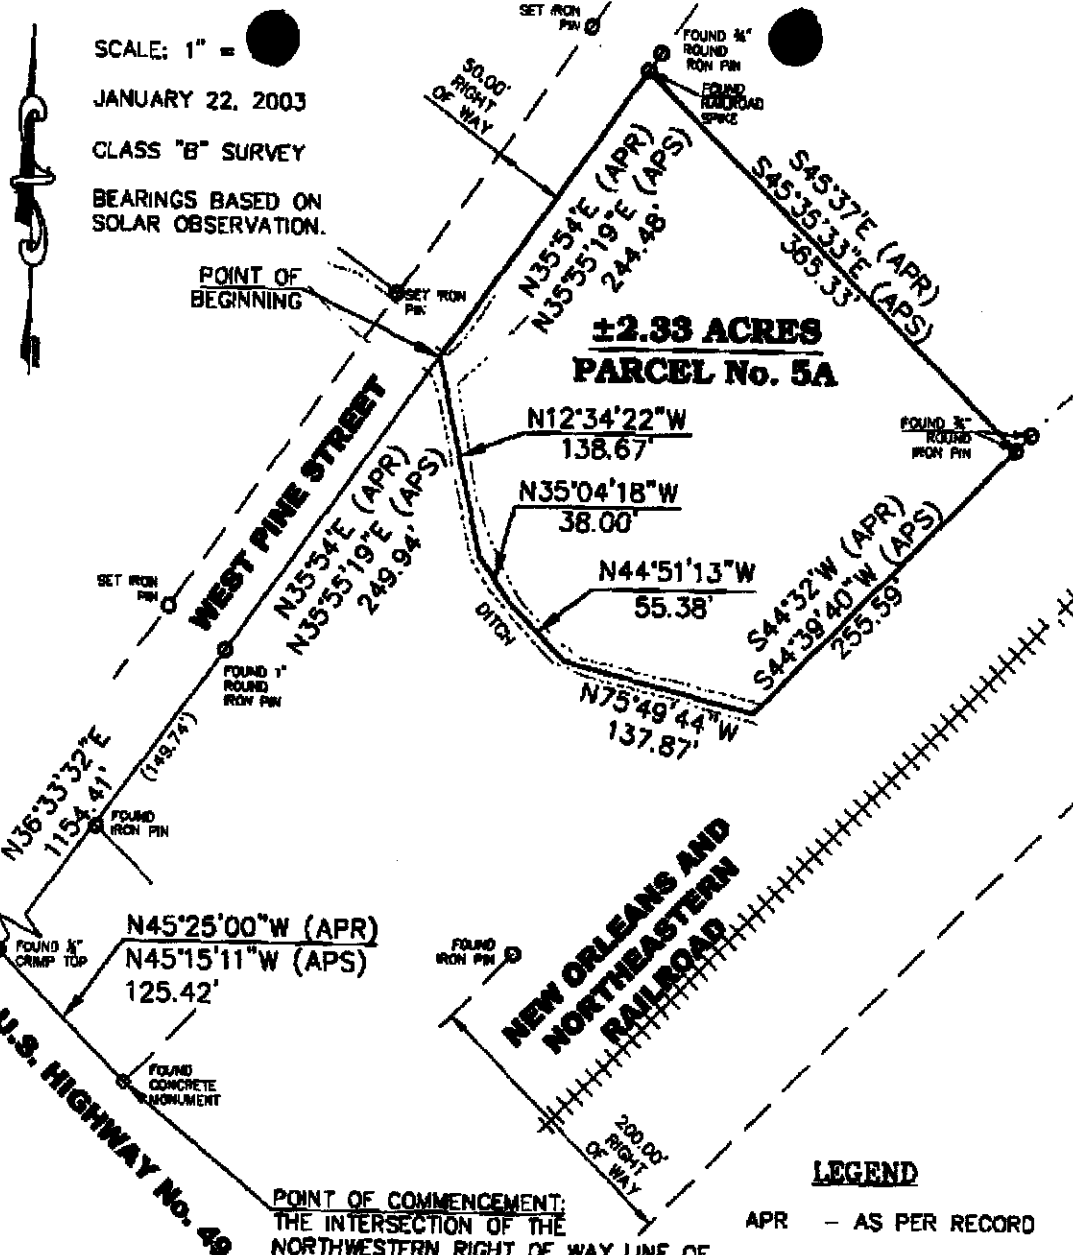 SCALE: 1" =
JANUARY 22, 2003
CLASS "B" SURVEY
BEARINGS BASED ON
SOLAR OBSERVATION.
SET IRON
PIN
50.00'
RIGHT
OF WAY
FOUND ¾"
ROUND
IRON PIN
FOUND
RAILROAD
SPIKE
N35°54'E (APR)
N35°55'19"E (APS)
244.48'
S45°37'E (APR)
S45°35'33"E (APS)
365.33'
POINT OF
BEGINNING
SET IRON
PIN
±2.33 ACRES
PARCEL No. 5A
N12°34'22"W
138.67'
N35°04'18"W
38.00'
N44°51'13"W
55.38'
FOUND ¾"
ROUND
IRON PIN
WEST PINE STREET
N35°54'E (APR)
N35°55'19"E (APS)
249.94'
S44°32'W (APR)
S44°39'40"W (APS)
255.59'
SET IRON
PIN
DITCH
FOUND 1"
ROUND
IRON PIN
N75°49'44"W
137.87'
N36°33'32"E
1154.41'
(149.74')
FOUND
IRON PIN
N45°25'00"W (APR)
N45°15'11"W (APS)
125.42'
FOUND ¾"
CRIMP TOP
FOUND
IRON PIN
NEW ORLEANS AND
NORTHEASTERN
RAILROAD
U.S. HIGHWAY No. 49
FOUND
CONCRETE
MONUMENT
200.00'
RIGHT
OF WAY
POINT OF COMMENCEMENT:
THE INTERSECTION OF THE
NORTHWESTERN RIGHT OF WAY LINE OF
LEGEND
APR - AS PER RECORD